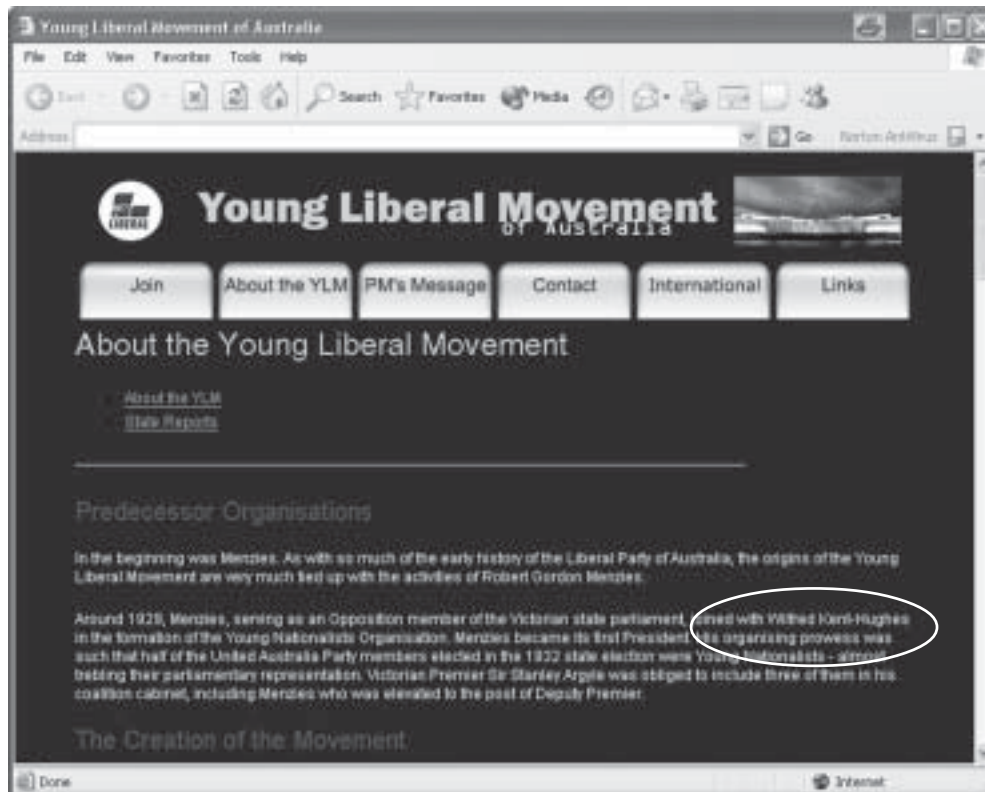 Young Liberal Movement of Australia
File Edit View Favorites Tools Help
Back Search Favorites Media
Address Go Norton AntiVirus
LIBERAL
Young Liberal Movement
of Australia
Join About the YLM PM's Message Contact International Links
About the Young Liberal Movement
About the YLM
State Reports
Predecessor Organisations
In the beginning was Menzies. As with so much of the early history of the Liberal Party of Australia, the origins of the Young
Liberal Movement are very much tied up with the activities of Robert Gordon Menzies.
Around 1929, Menzies, serving as an Opposition member of the Victorian state parliament, joined with Wilfred Kent-Hughes
in the formation of the Young Nationalists Organisation. Menzies became its first President. His organising prowess was
such that half of the United Australia Party members elected in the 1932 state election were Young Nationalists - almost
trebling their parliamentary representation. Victorian Premier Sir Stanley Argyle was obliged to include three of them in his
coalition cabinet, including Menzies who was elevated to the post of Deputy Premier.
The Creation of the Movement
Done Internet